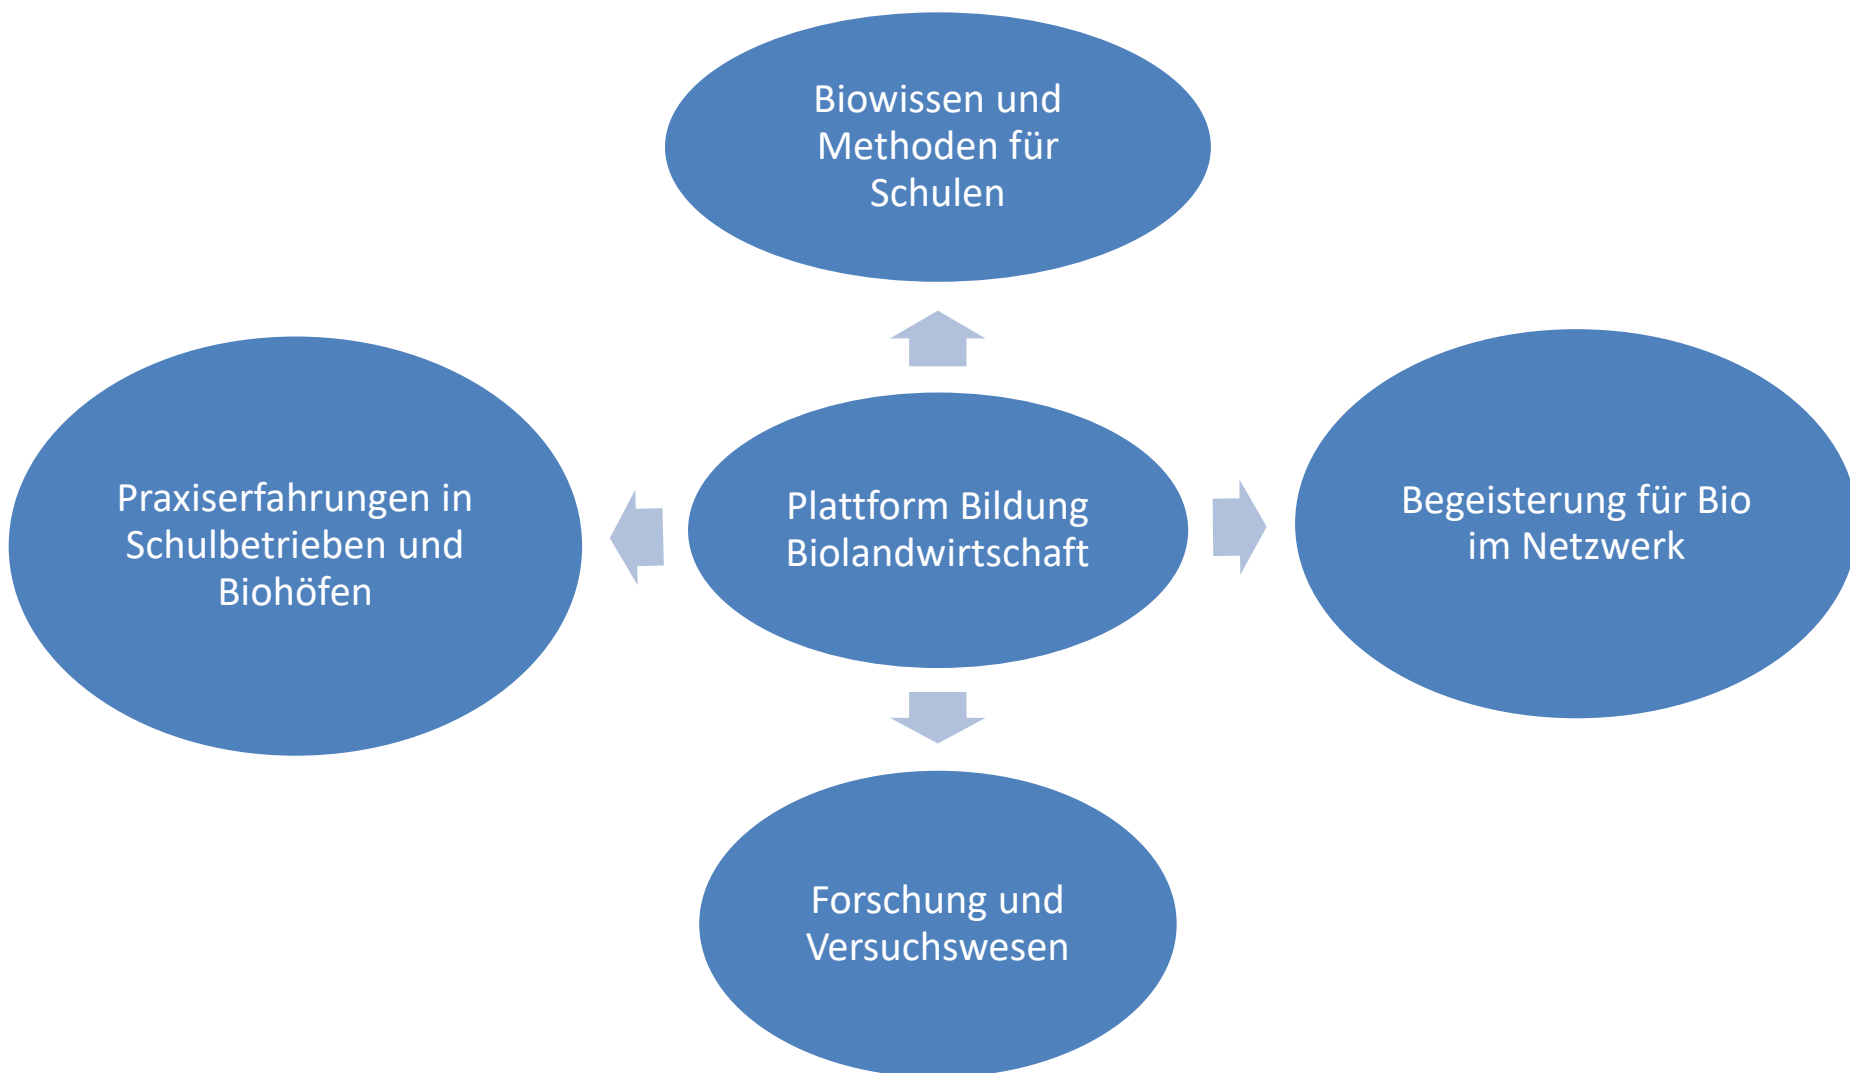 Biowissen und
Methoden für
Schulen
Praxiserfahrungen in
Schulbetrieben und
Biohöfen
Plattform Bildung
Biolandwirtschaft
Begeisterung für Bio
im Netzwerk
Forschung und
Versuchswesen